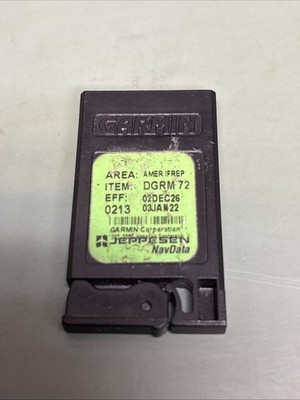 GARMIN
AREA: AMER IFREP
ITEM: DGRM 72
EFF: 02DEC26
0213 03JAN22
GARMIN Corporation
JEPPESEN
NavData